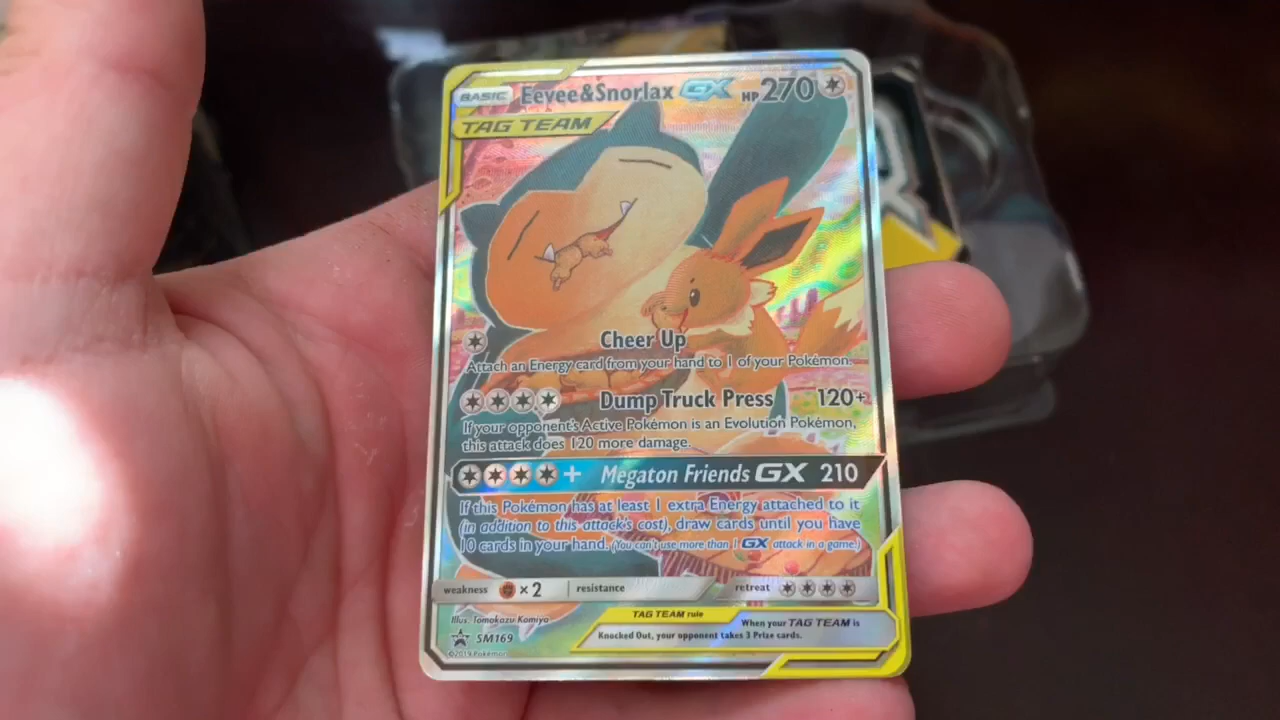 BASIC Eevee&Snorlax GX HP 270
TAG TEAM
Cheer Up
Attach an Energy card from your hand to 1 of your Pokémon.
Dump Truck Press 120+
If your opponent's Active Pokémon is an Evolution Pokémon,
this attack does 120 more damage.
+ Megaton Friends GX 210
If this Pokémon has at least 1 extra Energy attached to it
(in addition to this attack's cost), draw cards until you have
10 cards in your hand. (You can't use more than 1 GX attack in a game.)
weakness ×2 resistance retreat
Illus. Tomokazu Komiya
SM169
©2019 Pokémon
TAG TEAM rule
When your TAG TEAM is
Knocked Out, your opponent takes 3 Prize cards.